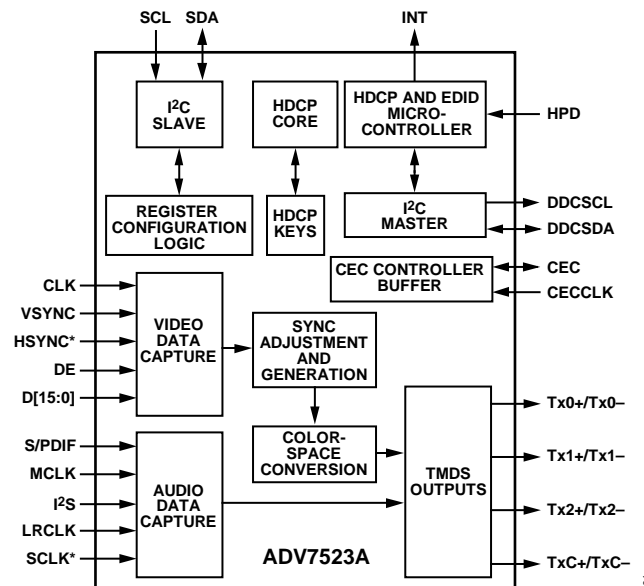 SCL SDA INT
I²C
SLAVE
HDCP
CORE
HDCP AND EDID
MICRO-
CONTROLLER
HPD
REGISTER
CONFIGURATION
LOGIC
HDCP
KEYS
I²C
MASTER
DDCSCL
DDCSDA
CEC CONTROLLER
BUFFER
CEC
CECCLK
CLK
VSYNC
HSYNC*
DE
D[15:0]
VIDEO
DATA
CAPTURE
SYNC
ADJUSTMENT
AND
GENERATION
COLOR-
SPACE
CONVERSION
S/PDIF
MCLK
I²S
LRCLK
SCLK*
AUDIO DATA
CAPTURE
TMDS
OUTPUTS
Tx0+/Tx0–
Tx1+/Tx1–
Tx2+/Tx2–
TxC+/TxC–
ADV7523A